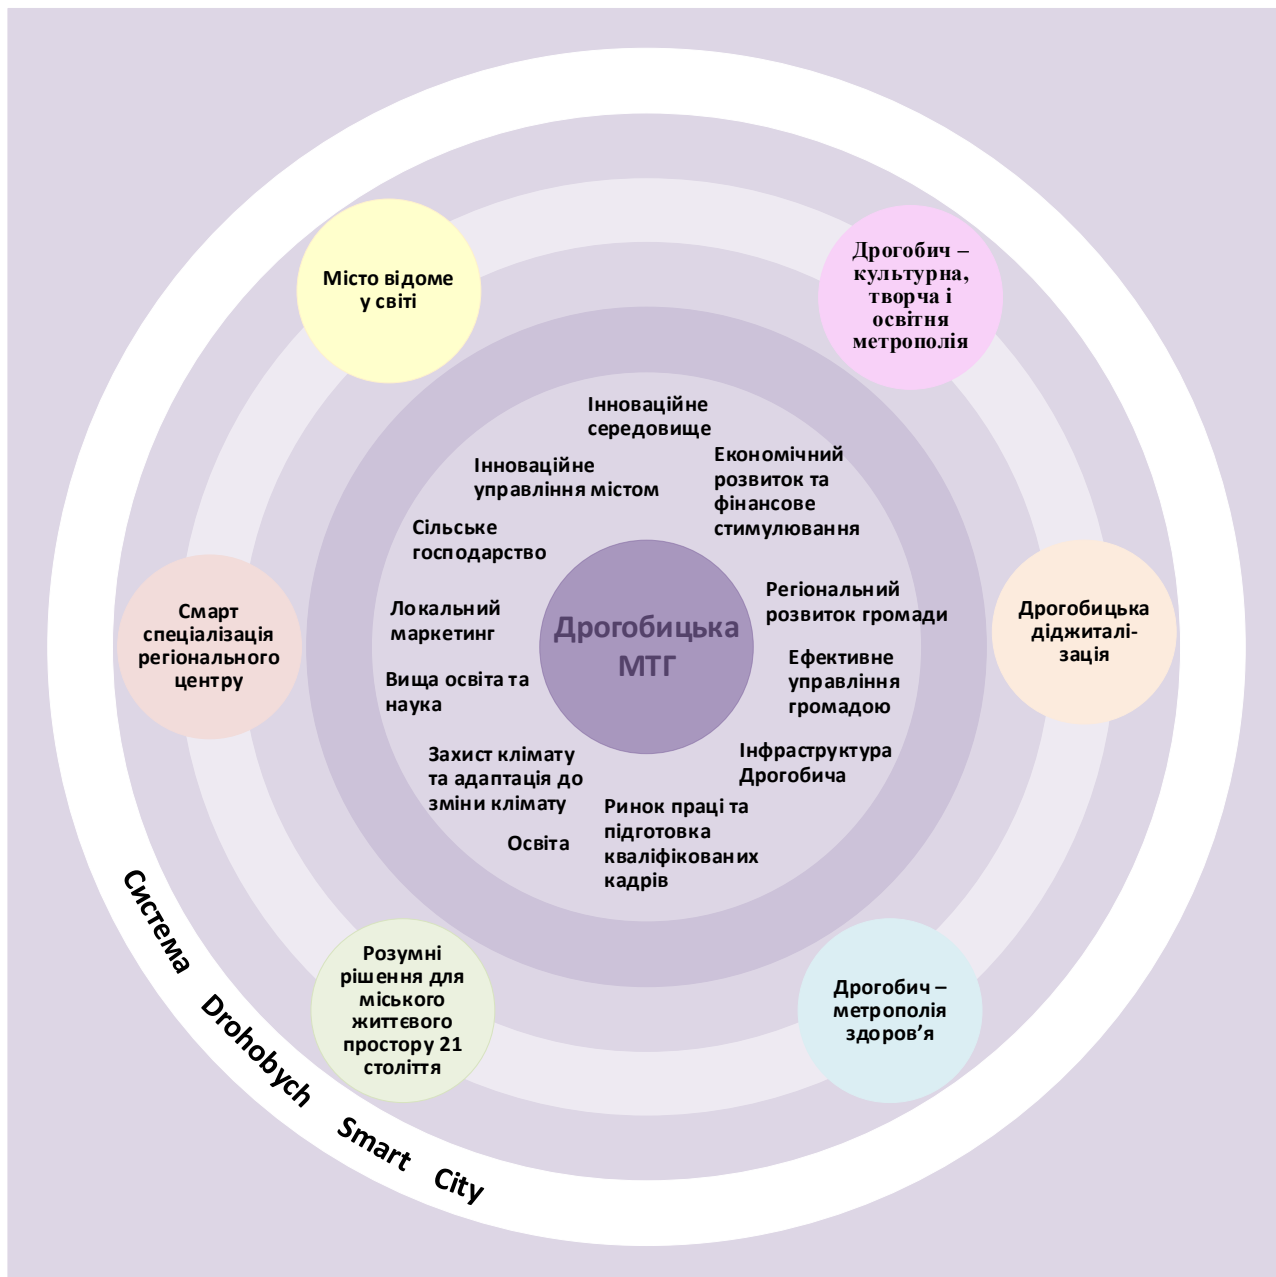 Місто відоме
у світі
Дрогобич –
культурна,
творча і
освітня
метрополія
Інноваційне
середовище
Економічний
розвиток та
фінансове
стимулювання
Інноваційне
управління містом
Сільське
господарство
Регіональний
розвиток громади
Локальний
маркетинг
Дрогобицька
МТГ
Смарт
спеціалізація
регіонального
центру
Дрогобицька
діджиталі-
зація
Ефективне
управління
громадою
Вища освіта та
наука
Інфраструктура
Дрогобича
Захист клімату
та адаптація до
зміни клімату
Ринок праці та
підготовка
кваліфікованих
кадрів
Освіта
Розумні
рішення для
міського
життєвого
простору 21
століття
Дрогобич –
метрополія
здоров’я
Система Drohobych Smart City